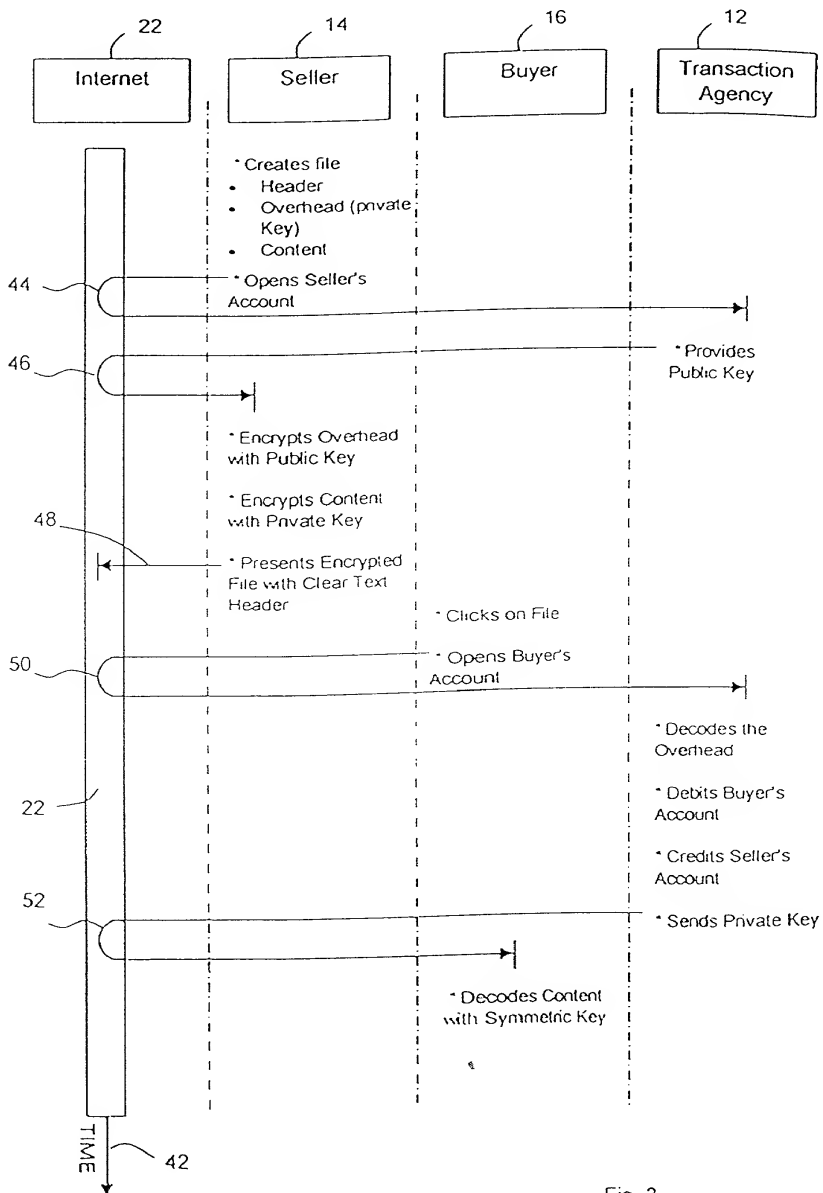 22
14
16
12
Internet
Seller
Buyer
Transaction
Agency
* Creates file
• Header
• Overhead (private
Key)
• Content
44
* Opens Seller's
Account
46
* Provides
Public Key
* Encrypts Overhead
with Public Key
* Encrypts Content
with Private Key
48
* Presents Encrypted
File with Clear Text
Header
* Clicks on File
50
* Opens Buyer's
Account
* Decodes the
Overhead
22
* Debits Buyer's
Account
* Credits Seller's
Account
52
* Sends Private Key
* Decodes Content
with Symmetric Key
TIME
42